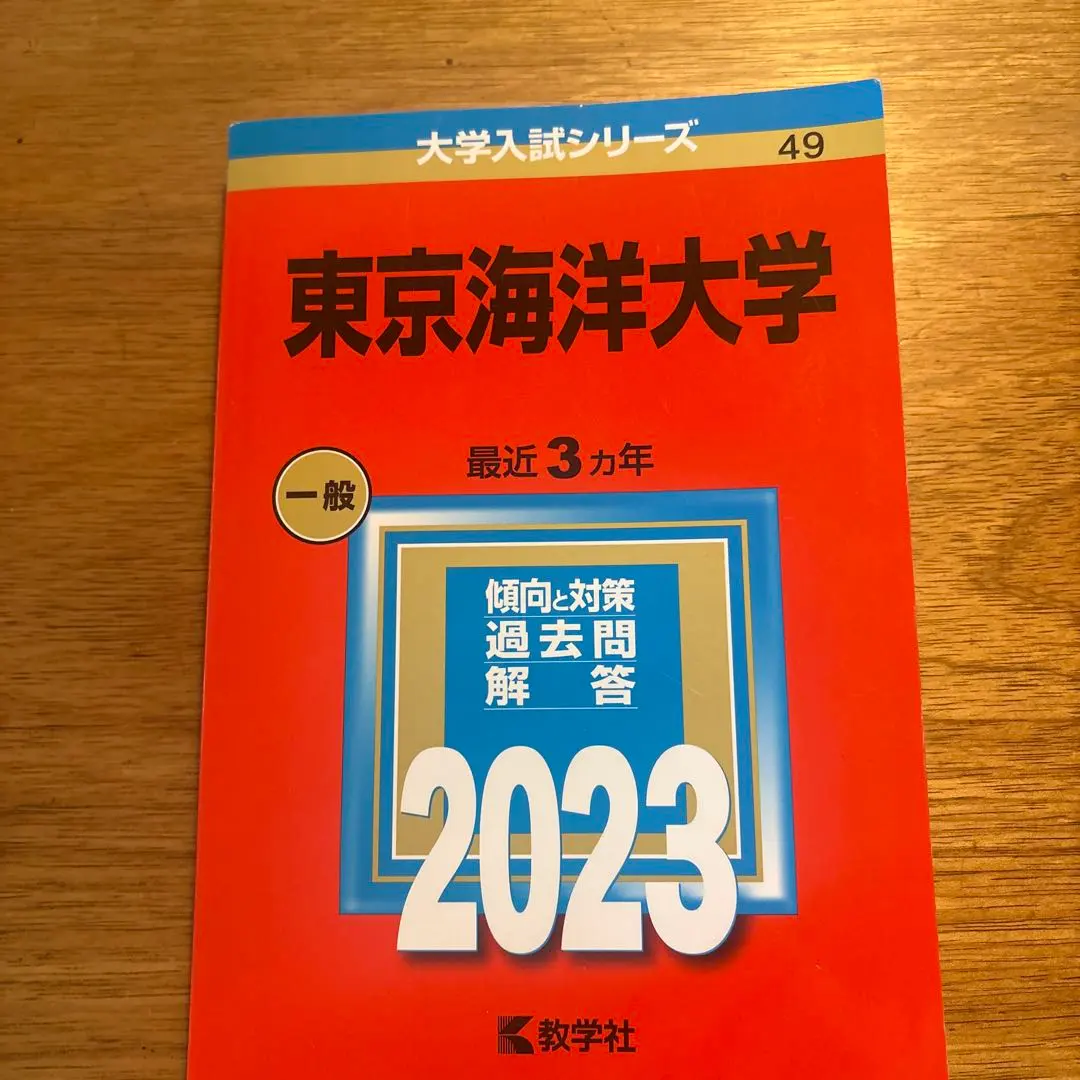 大学入試シリーズ
49
東京海洋大学
最近3カ年
一般
傾向と対策
過去問
解答
2023
教学社